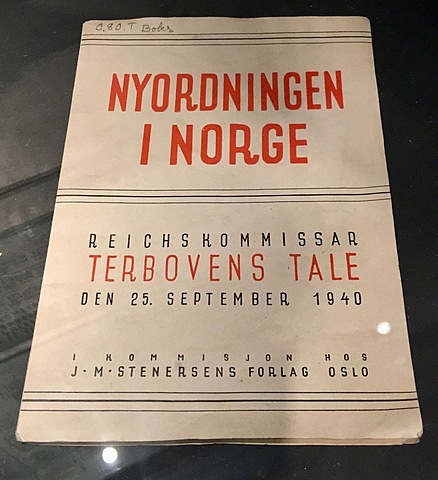 NYORDNINGEN
I NORGE
REICHSKOMMISSAR
TERBOVENS TALE
DEN 25. SEPTEMBER 1940
I KOMMISJON HOS
J·M·STENERSENS FORLAG OSLO